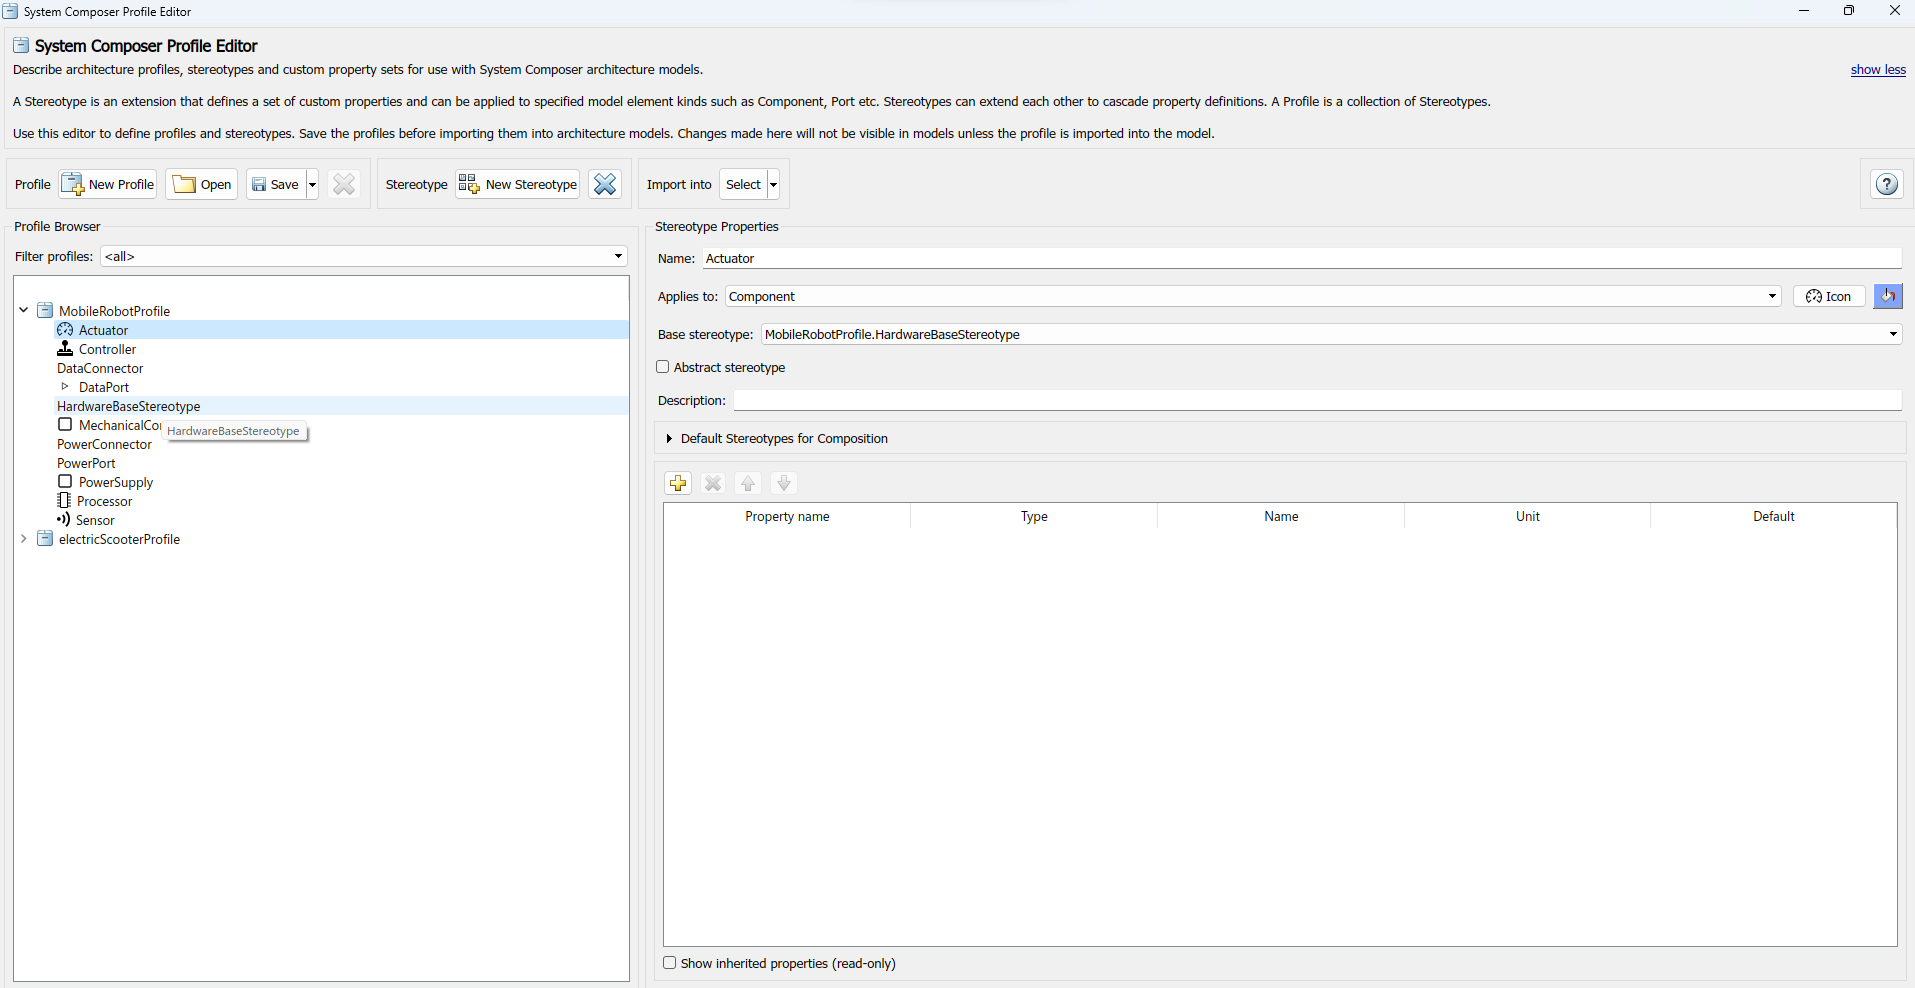 System Composer Profile Editor
System Composer Profile Editor
Describe architecture profiles, stereotypes and custom property sets for use with System Composer architecture models.
show less
A Stereotype is an extension that defines a set of custom properties and can be applied to specified model element kinds such as Component, Port etc. Stereotypes can extend each other to cascade property definitions. A Profile is a collection of Stereotypes.
Use this editor to define profiles and stereotypes. Save the profiles before importing them into architecture models. Changes made here will not be visible in models unless the profile is imported into the model.
Profile New Profile Open Save Stereotype New Stereotype Import into Select ?
Profile Browser
Filter profiles: <all>
MobileRobotProfile
Actuator
Controller
DataConnector
DataPort
HardwareBaseStereotype
MechanicalCo
HardwareBaseStereotype
PowerConnector
PowerPort
PowerSupply
Processor
Sensor
electricScooterProfile
Stereotype Properties
Name: Actuator
Applies to: Component Icon
Base stereotype: MobileRobotProfile.HardwareBaseStereotype
Abstract stereotype
Description:
Default Stereotypes for Composition
Property name Type Name Unit Default
Show inherited properties (read-only)